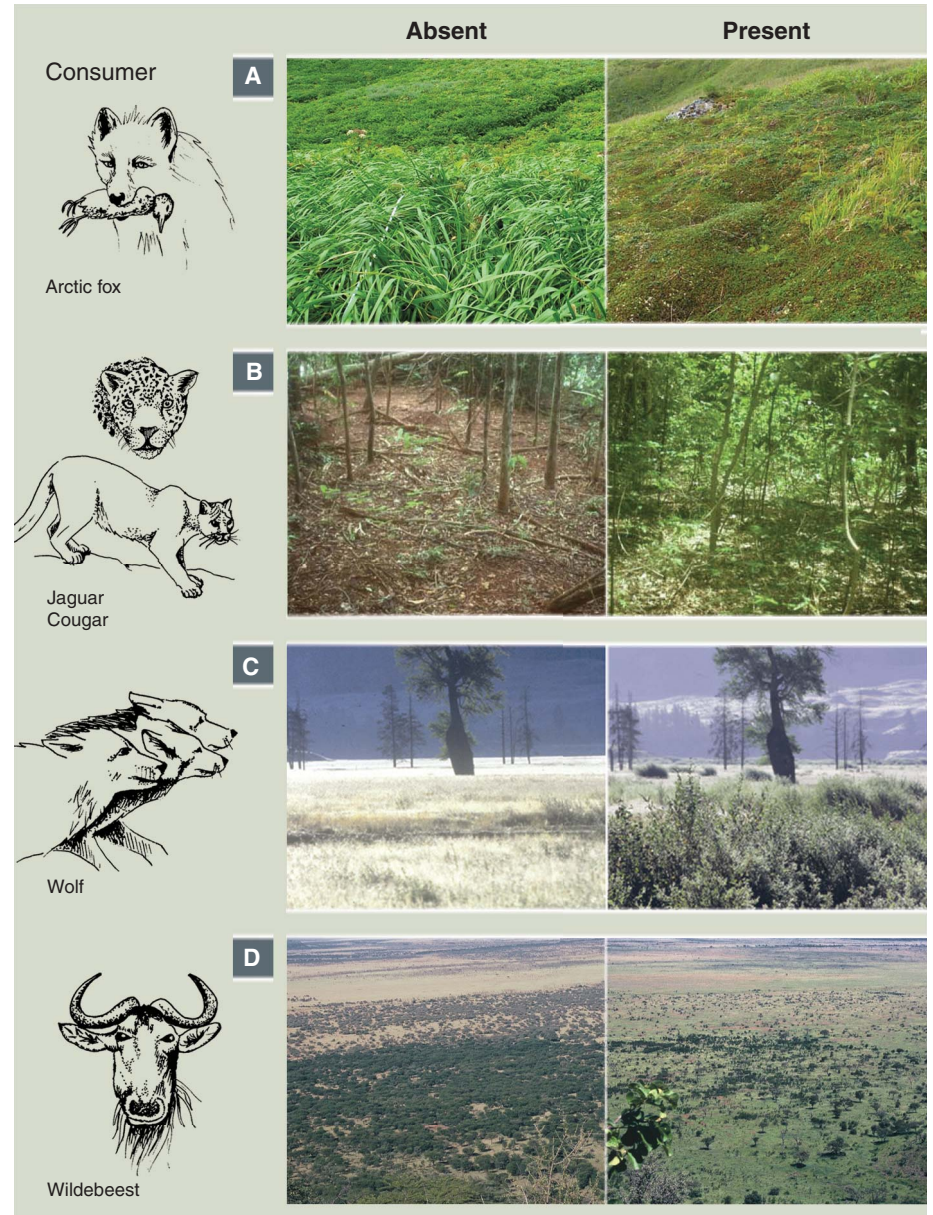 Absent Present
Consumer
A
Arctic fox
B
Jaguar
Cougar
C
Wolf
D
Wildebeest